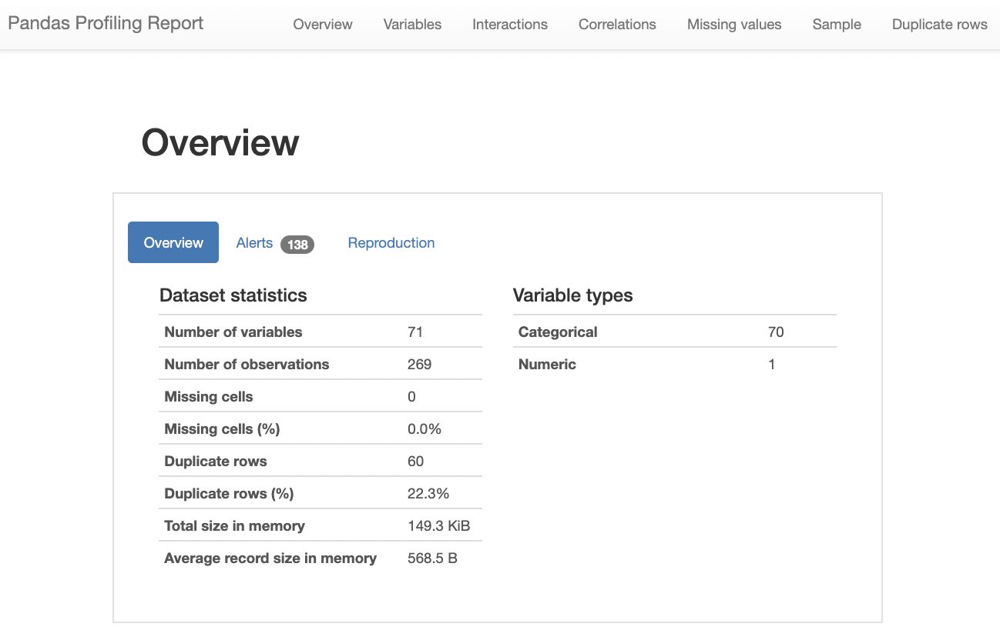 Pandas Profiling Report Overview Variables Interactions Correlations Missing values Sample Duplicate rows
Overview
Overview Alerts 138 Reproduction
Dataset statistics
Number of variables 71
Number of observations 269
Missing cells 0
Missing cells (%) 0.0%
Duplicate rows 60
Duplicate rows (%) 22.3%
Total size in memory 149.3 KiB
Average record size in memory 568.5 B
Variable types
Categorical 70
Numeric 1